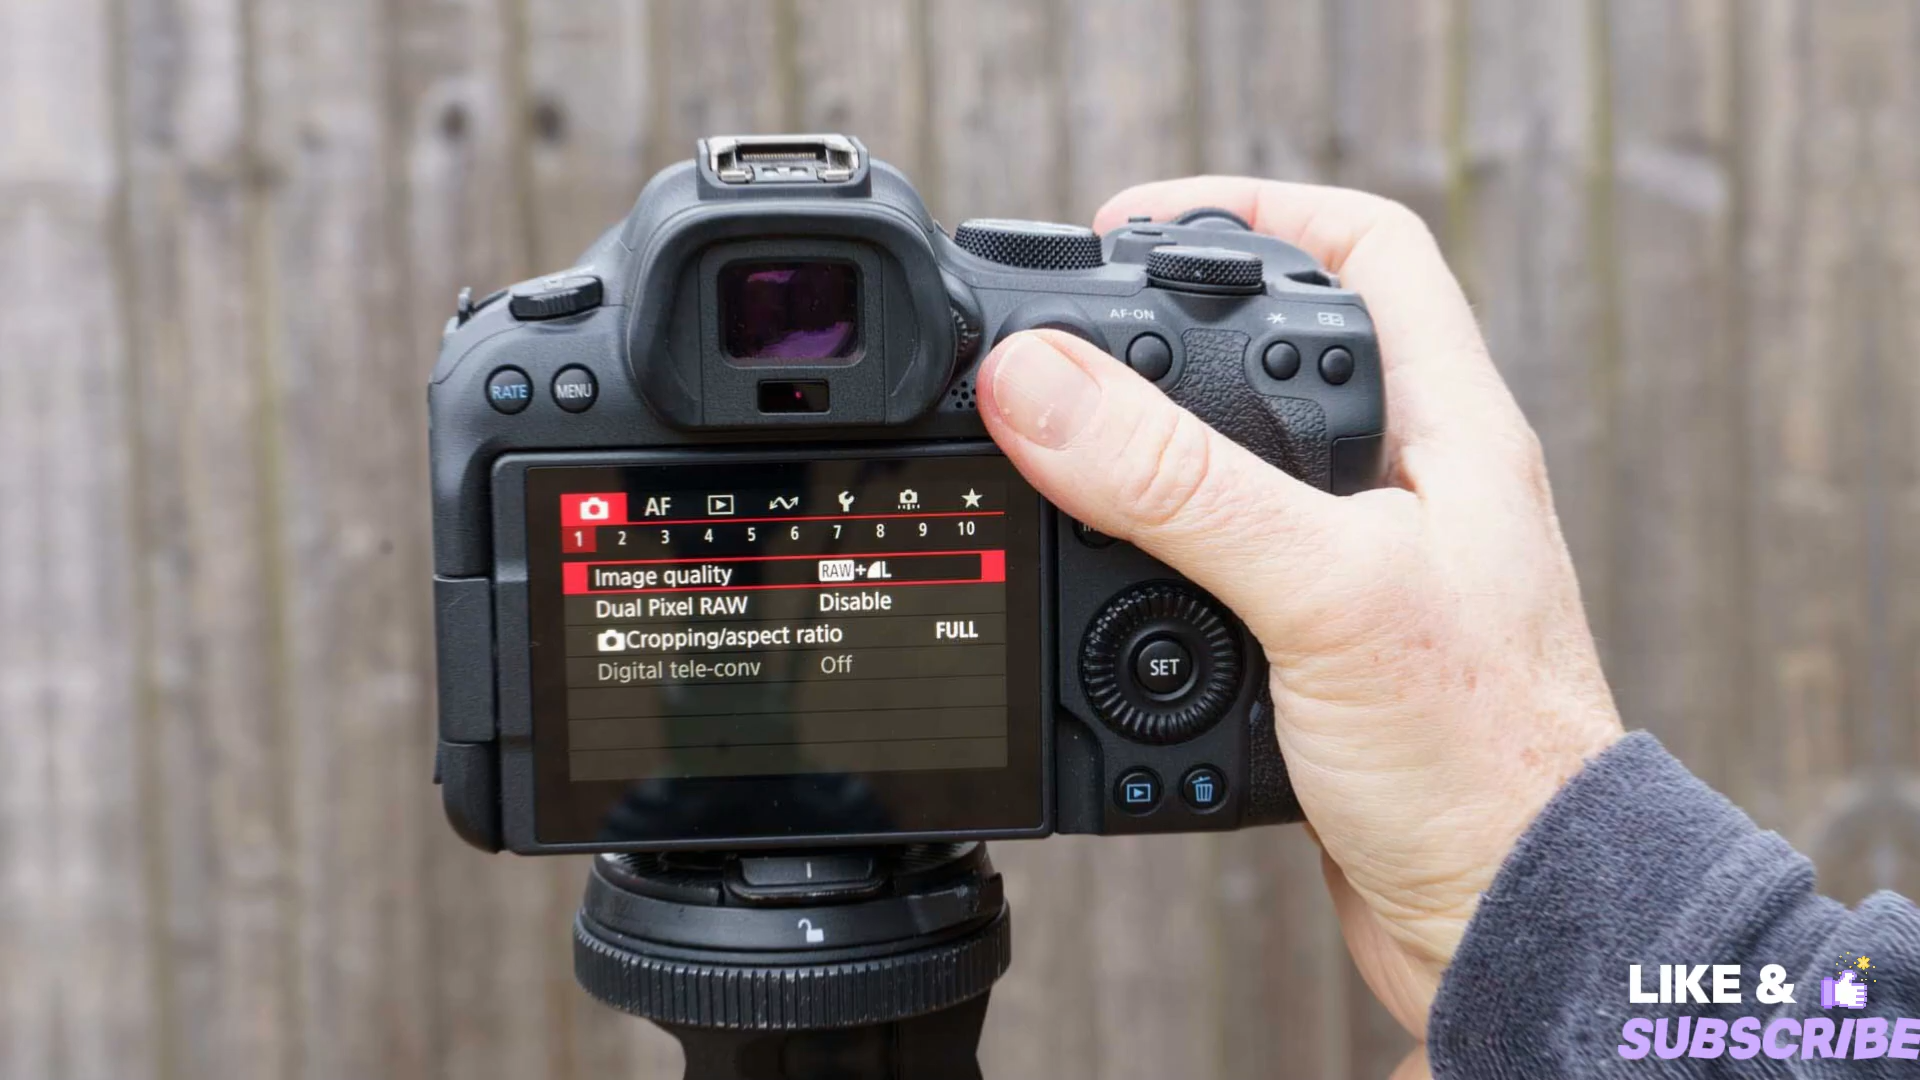 AF-ON
RATE MENU
AF
1 2 3 4 5 6 7 8 9 10
Image quality RAW+L
Dual Pixel RAW Disable
Cropping/aspect ratio FULL
Digital tele-conv Off
SET
LIKE &
SUBSCRIBE